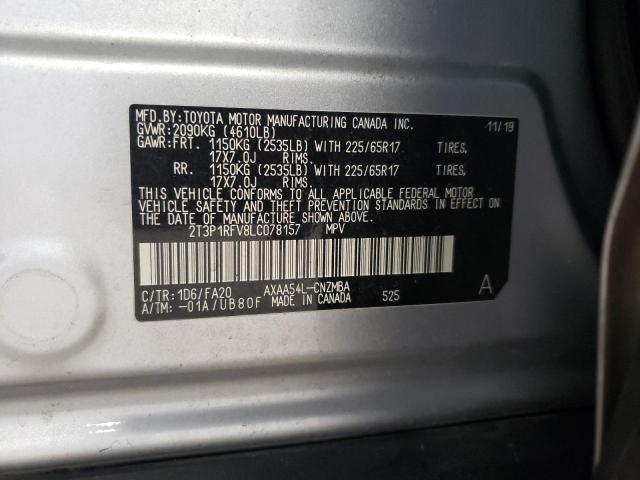 MFD.BY:TOYOTA MOTOR MANUFACTURING CANADA INC. 11/19
GVWR:2090KG (4610LB)
GAWR:FRT. 1150KG (2535LB) WITH 225/65R17 TIRES,
17X7.0J RIMS.
RR. 1150KG (2535LB) WITH 225/65R17 TIRES,
17X7.0J RIMS.
THIS VEHICLE CONFORMS TO ALL APPLICABLE FEDERAL MOTOR
VEHICLE SAFETY AND THEFT PREVENTION STANDARDS IN EFFECT ON
THE DATE OF MANUFACTURE SHOWN ABOVE.
2T3P1RFV8LC078157 MPV
C/TR:1D6/FA20 AXAA54L-CNZMBA A
A/TM:-01A/UB80F MADE IN CANADA 525